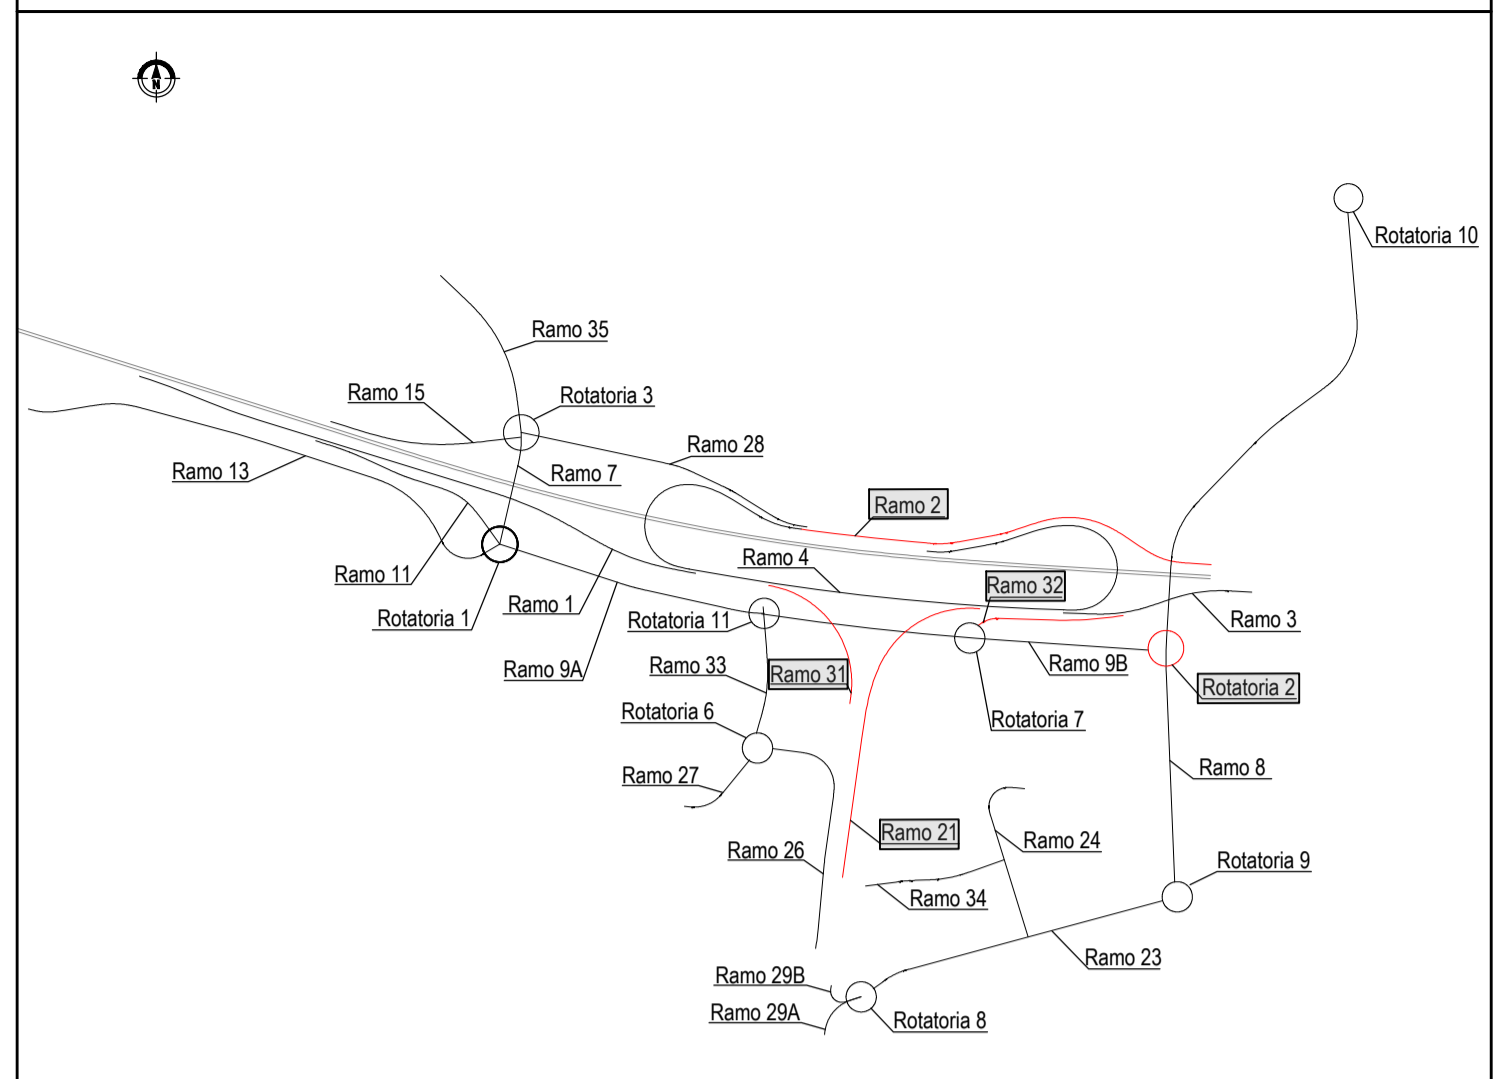 N
Rotatoria 10
Ramo 35
Ramo 15
Rotatoria 3
Ramo 28
Ramo 13
Ramo 7
Ramo 2
Ramo 4
Ramo 11
Ramo 32
Ramo 1
Rotatoria 1
Rotatoria 11
Ramo 3
Ramo 9A
Ramo 33
Ramo 31
Ramo 9B
Rotatoria 2
Rotatoria 6
Rotatoria 7
Ramo 27
Ramo 8
Ramo 21
Ramo 24
Ramo 26
Rotatoria 9
Ramo 34
Ramo 23
Ramo 29B
Ramo 29A
Rotatoria 8